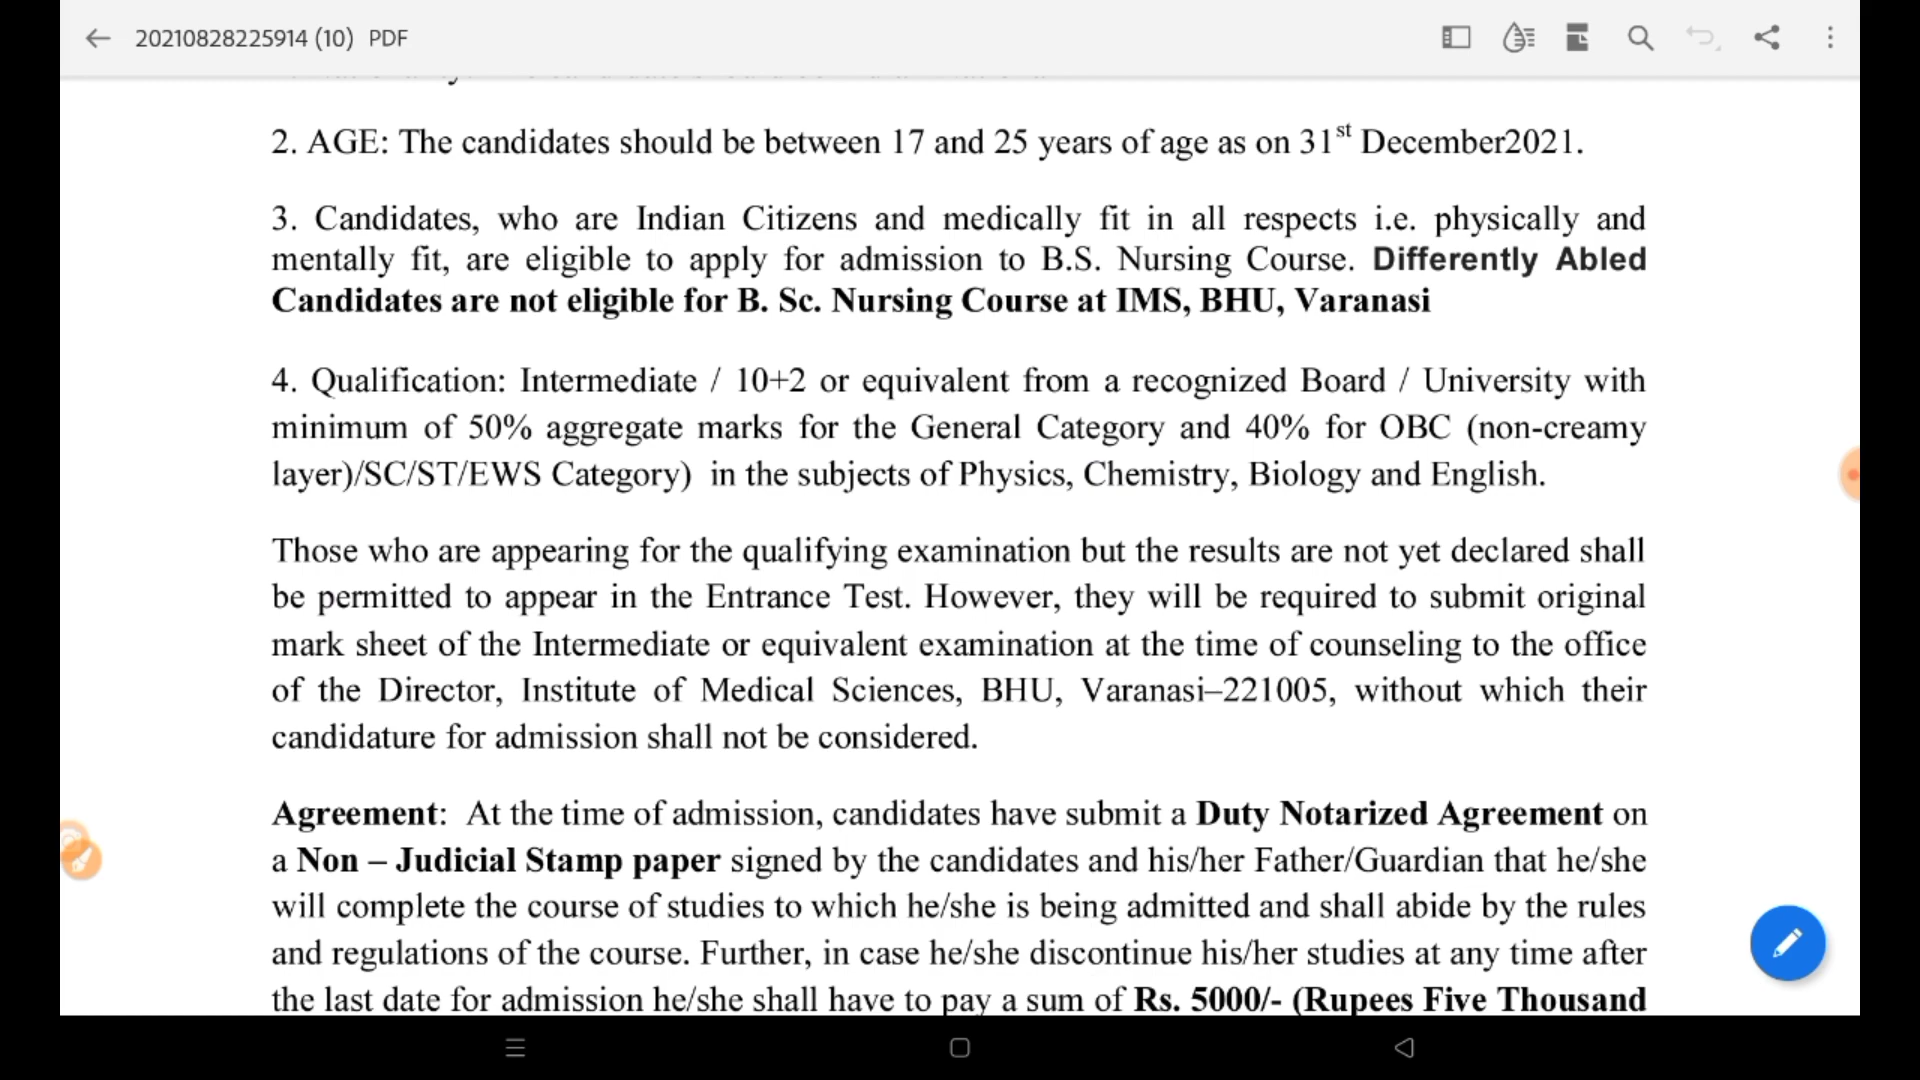 20210828225914 (10) PDF
2. AGE: The candidates should be between 17 and 25 years of age as on 31st December2021.
3. Candidates, who are Indian Citizens and medically fit in all respects i.e. physically and
mentally fit, are eligible to apply for admission to B.S. Nursing Course. Differently Abled
Candidates are not eligible for B. Sc. Nursing Course at IMS, BHU, Varanasi
4. Qualification: Intermediate / 10+2 or equivalent from a recognized Board / University with
minimum of 50% aggregate marks for the General Category and 40% for OBC (non-creamy
layer)/SC/ST/EWS Category) in the subjects of Physics, Chemistry, Biology and English.
Those who are appearing for the qualifying examination but the results are not yet declared shall
be permitted to appear in the Entrance Test. However, they will be required to submit original
mark sheet of the Intermediate or equivalent examination at the time of counseling to the office
of the Director, Institute of Medical Sciences, BHU, Varanasi–221005, without which their
candidature for admission shall not be considered.
Agreement: At the time of admission, candidates have submit a Duty Notarized Agreement on
a Non – Judicial Stamp paper signed by the candidates and his/her Father/Guardian that he/she
will complete the course of studies to which he/she is being admitted and shall abide by the rules
and regulations of the course. Further, in case he/she discontinue his/her studies at any time after
the last date for admission he/she shall have to pay a sum of Rs. 5000/- (Rupees Five Thousand